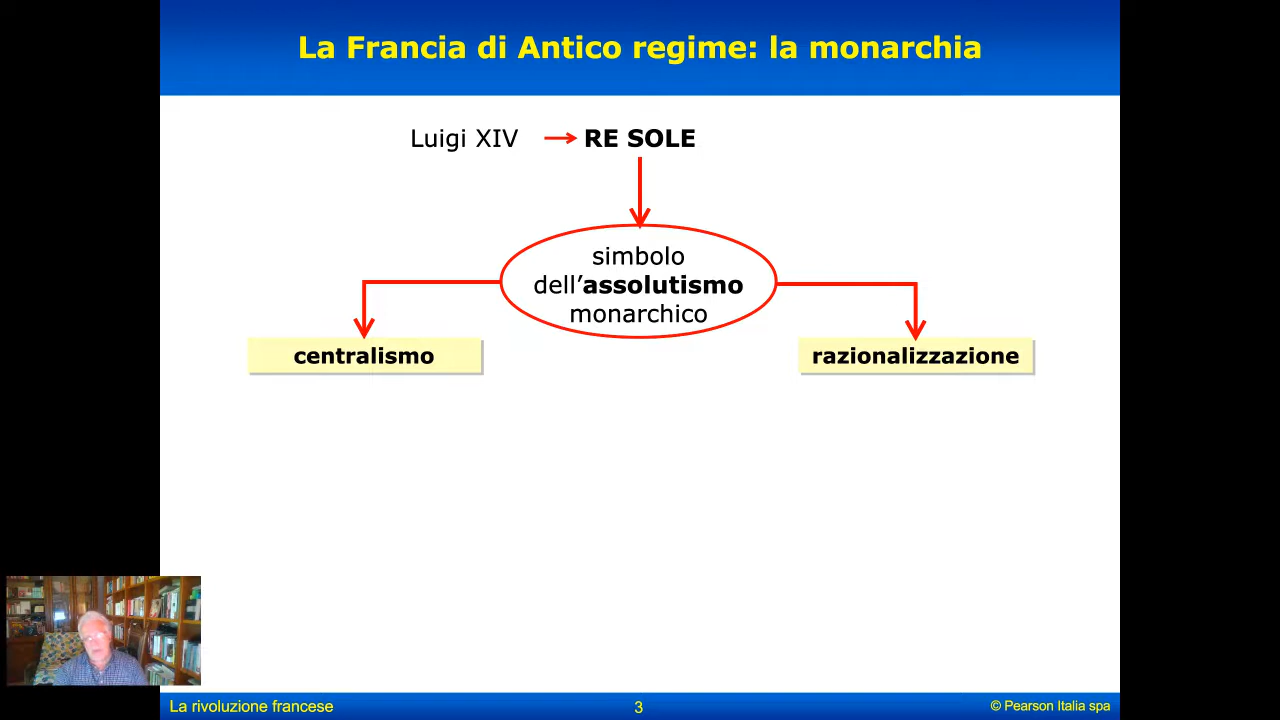 La Francia di Antico regime: la monarchia
Luigi XIV → RE SOLE
simbolo
dell’assolutismo
monarchico
centralismo
razionalizzazione
La rivoluzione francese
3
© Pearson Italia spa